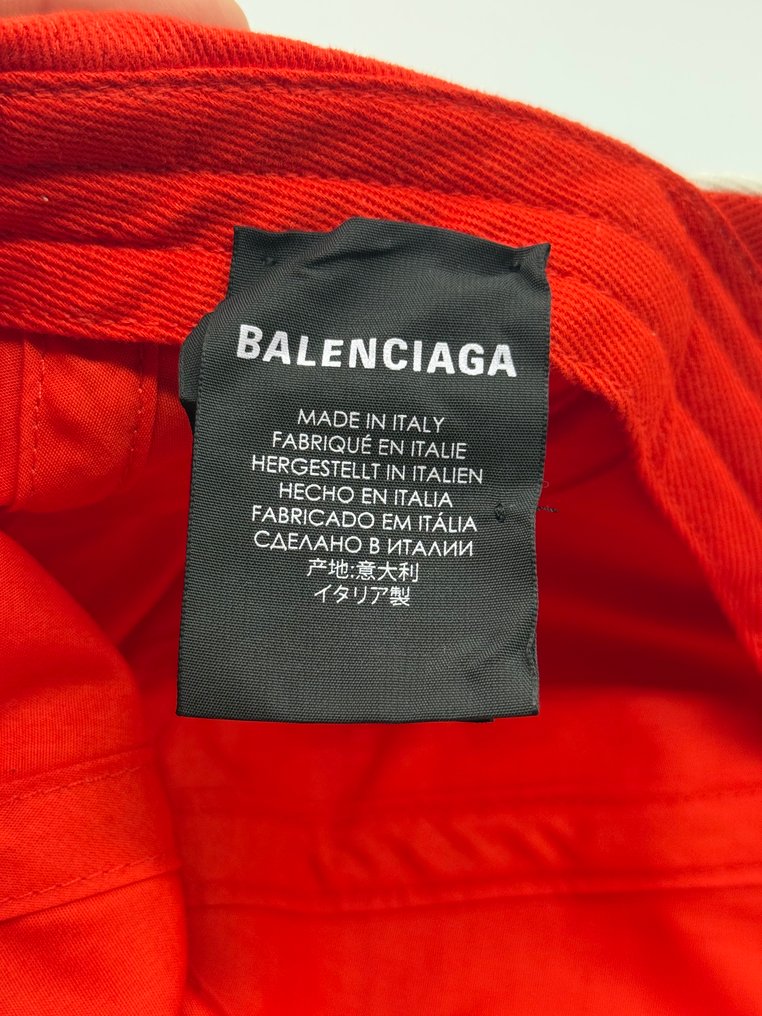 BALENCIAGA
MADE IN ITALY
FABRIQUÉ EN ITALIE
HERGESTELLT IN ITALIEN
HECHO EN ITALIA
FABRICADO EM ITÁLIA
СДЕЛАНО В ИТАЛИИ
产地:意大利
イタリア製